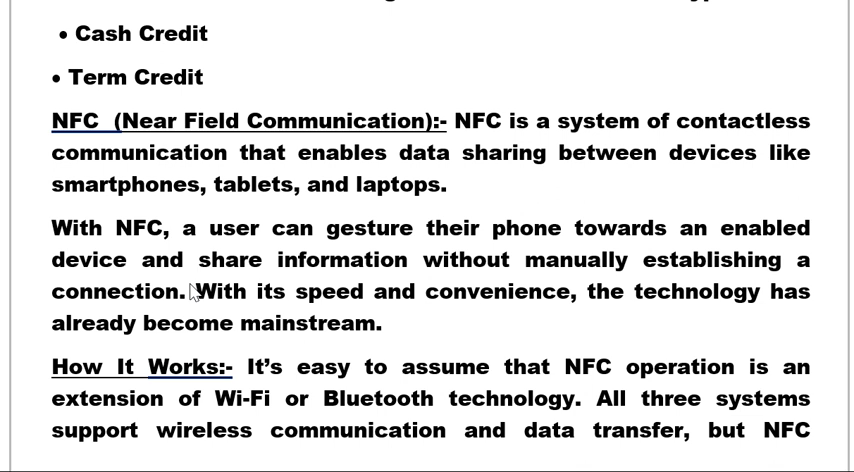 • Cash Credit
• Term Credit
NFC (Near Field Communication):- NFC is a system of contactless
communication that enables data sharing between devices like
smartphones, tablets, and laptops.
With NFC, a user can gesture their phone towards an enabled
device and share information without manually establishing a
connection. With its speed and convenience, the technology has
already become mainstream.
How It Works:- It’s easy to assume that NFC operation is an
extension of Wi-Fi or Bluetooth technology. All three systems
support wireless communication and data transfer, but NFC